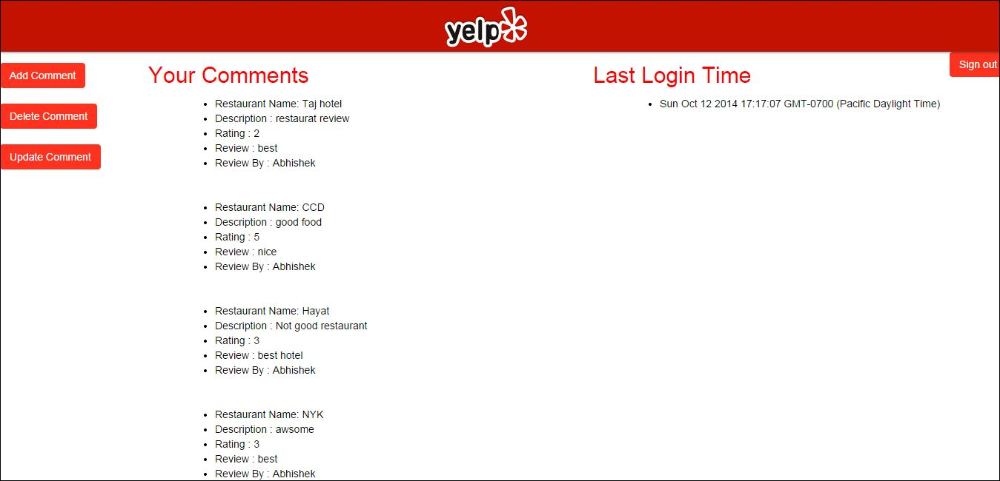 yelp
Add Comment
Delete Comment
Update Comment
Your Comments
Restaurant Name: Taj hotel
Description : restaurat review
Rating : 2
Review : best
Review By : Abhishek
Restaurant Name: CCD
Description : good food
Rating : 5
Review : nice
Review By : Abhishek
Restaurant Name: Hayat
Description : Not good restaurant
Rating : 3
Review : best hotel
Review By : Abhishek
Restaurant Name: NYK
Description : awsome
Rating : 3
Review : best
Review By : Abhishek
Last Login Time
Sun Oct 12 2014 17:17:07 GMT-0700 (Pacific Daylight Time)
Sign out